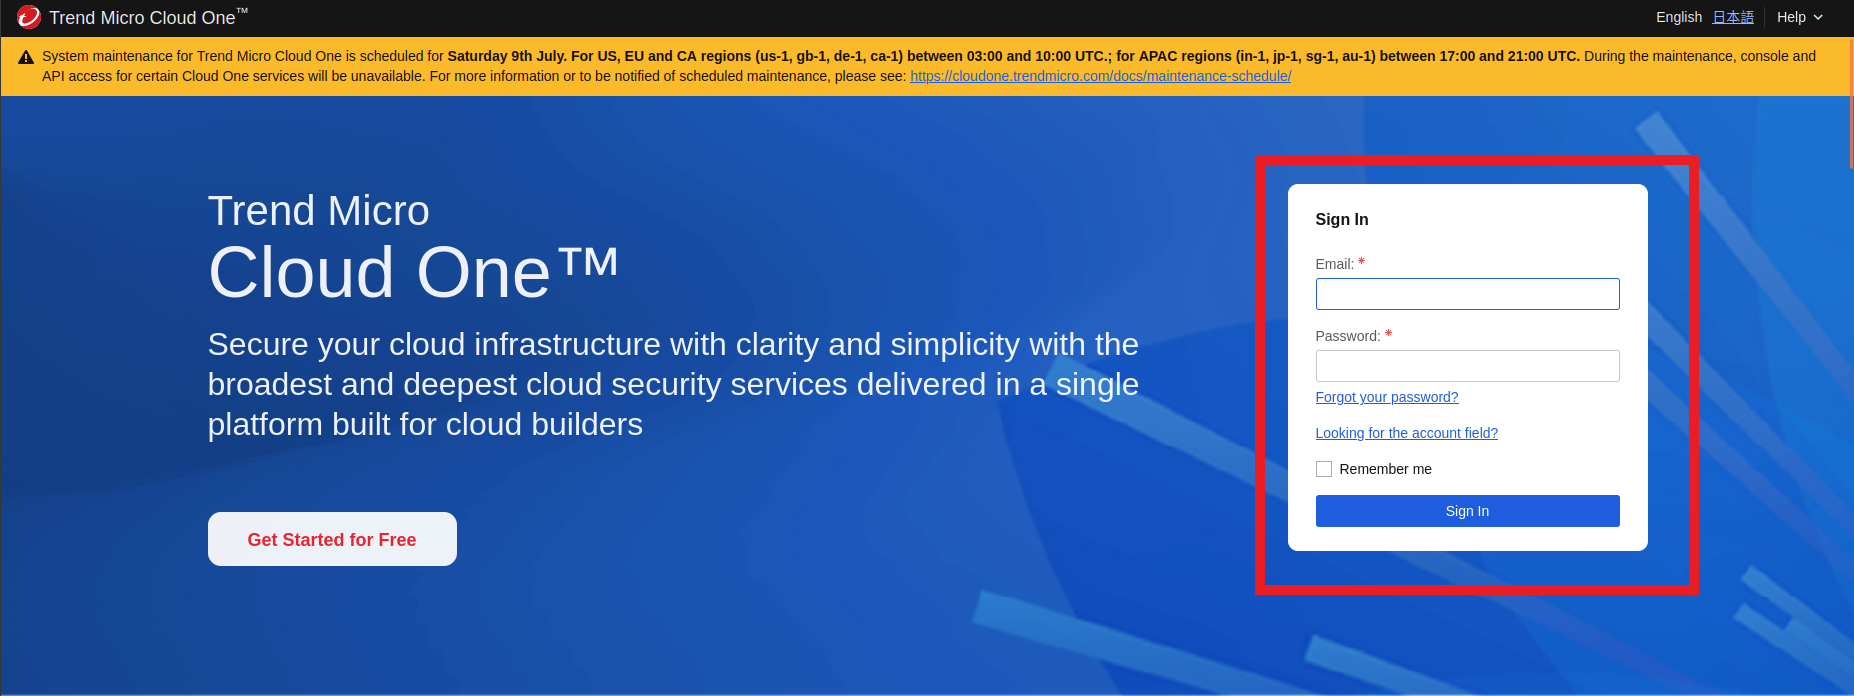 Trend Micro Cloud One™
English 日本語 Help
System maintenance for Trend Micro Cloud One is scheduled for Saturday 9th July. For US, EU and CA regions (us-1, gb-1, de-1, ca-1) between 03:00 and 10:00 UTC.; for APAC regions (in-1, jp-1, sg-1, au-1) between 17:00 and 21:00 UTC. During the maintenance, console and
API access for certain Cloud One services will be unavailable. For more information or to be notified of scheduled maintenance, please see: https://cloudone.trendmicro.com/docs/maintenance-schedule/
Trend Micro
Cloud One™
Secure your cloud infrastructure with clarity and simplicity with the
broadest and deepest cloud security services delivered in a single
platform built for cloud builders
Get Started for Free
Sign In
Email: *
Password: *
Forgot your password?
Looking for the account field?
Remember me
Sign In